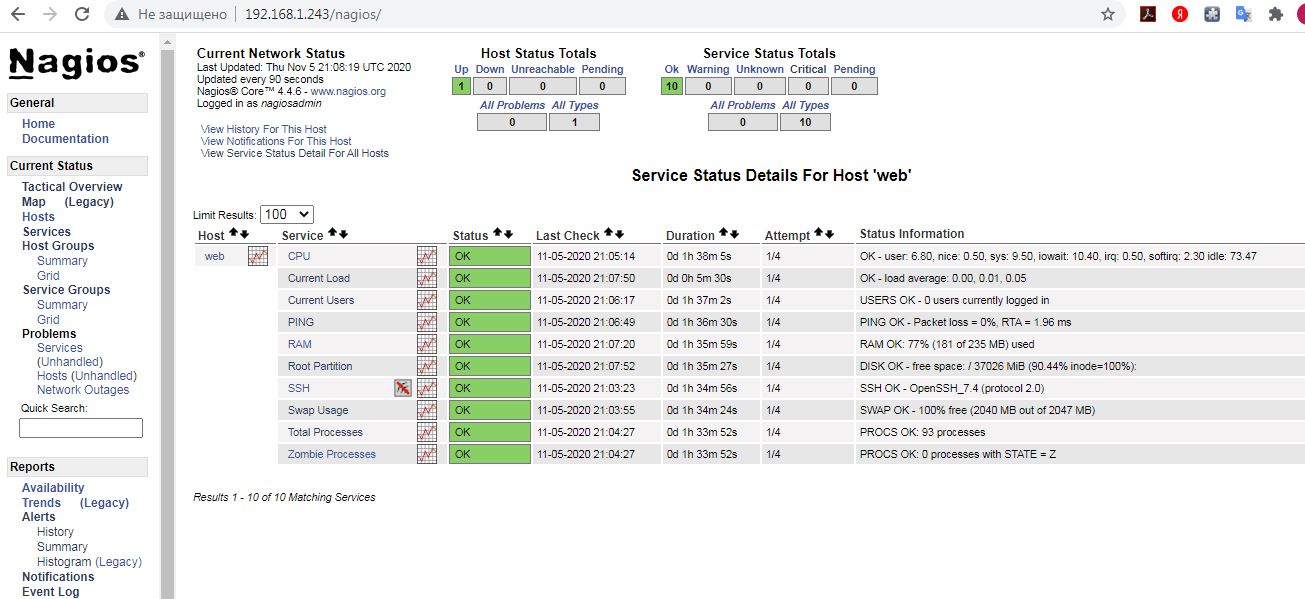 Не защищено 192.168.1.243/nagios/
Nagios®
General
Home
Documentation
Current Status
Tactical Overview
Map (Legacy)
Hosts
Services
Host Groups
Summary
Grid
Service Groups
Summary
Grid
Problems
Services
(Unhandled)
Hosts (Unhandled)
Network Outages
Quick Search:
Reports
Availability
Trends (Legacy)
Alerts
History
Summary
Histogram (Legacy)
Notifications
Event Log
Current Network Status
Last Updated: Thu Nov 5 21:08:19 UTC 2020
Updated every 90 seconds
Nagios® Core™ 4.4.6 - www.nagios.org
Logged in as nagiosadmin
View History For This Host
View Notifications For This Host
View Service Status Detail For All Hosts
Host Status Totals
Up Down Unreachable Pending
1 0 0 0
All Problems All Types
0 1
Service Status Totals
Ok Warning Unknown Critical Pending
10 0 0 0 0
All Problems All Types
0 10
Service Status Details For Host 'web'
Limit Results: 100
Host Service Status Last Check Duration Attempt Status Information
web CPU OK 11-05-2020 21:05:14 0d 1h 38m 5s 1/4 OK - user: 6.80, nice: 0.50, sys: 9.50, iowait: 10.40, irq: 0.50, softirq: 2.30 idle: 73.47
Current Load OK 11-05-2020 21:07:50 0d 0h 5m 30s 1/4 OK - load average: 0.00, 0.01, 0.05
Current Users OK 11-05-2020 21:06:17 0d 1h 37m 2s 1/4 USERS OK - 0 users currently logged in
PING OK 11-05-2020 21:06:49 0d 1h 36m 30s 1/4 PING OK - Packet loss = 0%, RTA = 1.96 ms
RAM OK 11-05-2020 21:07:20 0d 1h 35m 59s 1/4 RAM OK: 77% (181 of 235 MB) used
Root Partition OK 11-05-2020 21:07:52 0d 1h 35m 27s 1/4 DISK OK - free space: / 37026 MiB (90.44% inode=100%):
SSH OK 11-05-2020 21:03:23 0d 1h 34m 56s 1/4 SSH OK - OpenSSH_7.4 (protocol 2.0)
Swap Usage OK 11-05-2020 21:03:55 0d 1h 34m 24s 1/4 SWAP OK - 100% free (2040 MB out of 2047 MB)
Total Processes OK 11-05-2020 21:04:27 0d 1h 33m 52s 1/4 PROCS OK: 93 processes
Zombie Processes OK 11-05-2020 21:04:27 0d 1h 33m 52s 1/4 PROCS OK: 0 processes with STATE = Z
Results 1 - 10 of 10 Matching Services